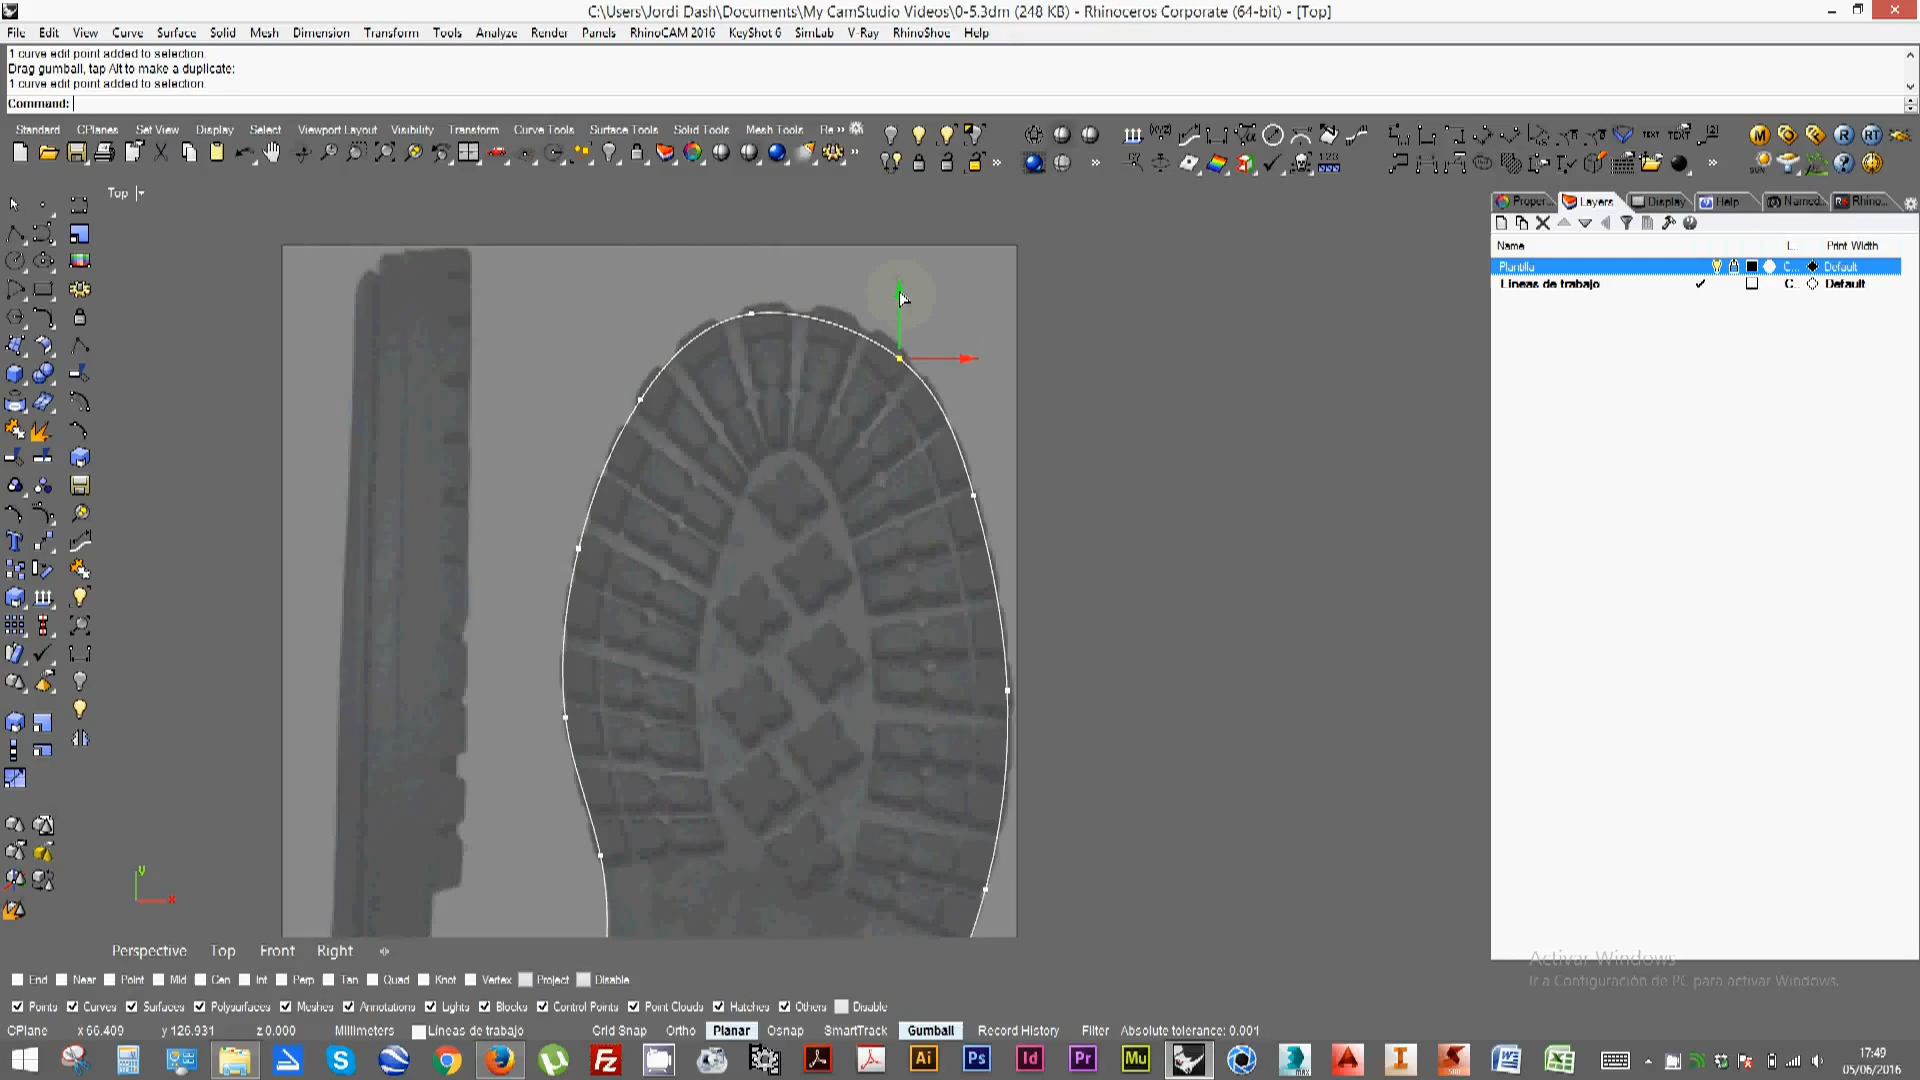 C:\Users\Jordi Dash\Documents\My CamStudio Videos\0-5.3dm (248 KB) - Rhinoceros Corporate (64-bit) - [Top]
File Edit View Curve Surface Solid Mesh Dimension Transform Tools Analyze Render Panels RhinoCAM 2016 KeyShot 6 SimLab V-Ray RhinoShoe Help
1 curve edit point added to selection.
Drag gumball, tap Alt to make a duplicate:
1 curve edit point added to selection.
Command:
Standard CPlanes Set View Display Select Viewport Layout Visibility Transform Curve Tools Surface Tools Solid Tools Mesh Tools Re
Top
Proper... Layers Display Help Named... Rhino...
Name L... Print Width
Plantilla C... Default
Lineas de trabajo C... Default
y
x
Perspective Top Front Right
End Near Point Mid Cen Int Perp Tan Quad Knot Vertex Project Disable
Points Curves Surfaces Polysurfaces Meshes Annotations Lights Blocks Control Points Point Clouds Hatches Others Disable
Activar Windows
Ir a Configuración de PC para activar Windows.
CPlane x 66.409 y 126.931 z 0.000 Millimeters Lineas de trabajo Grid Snap Ortho Planar Osnap SmartTrack Gumball Record History Filter Absolute tolerance: 0.001
17:49
05/06/2016